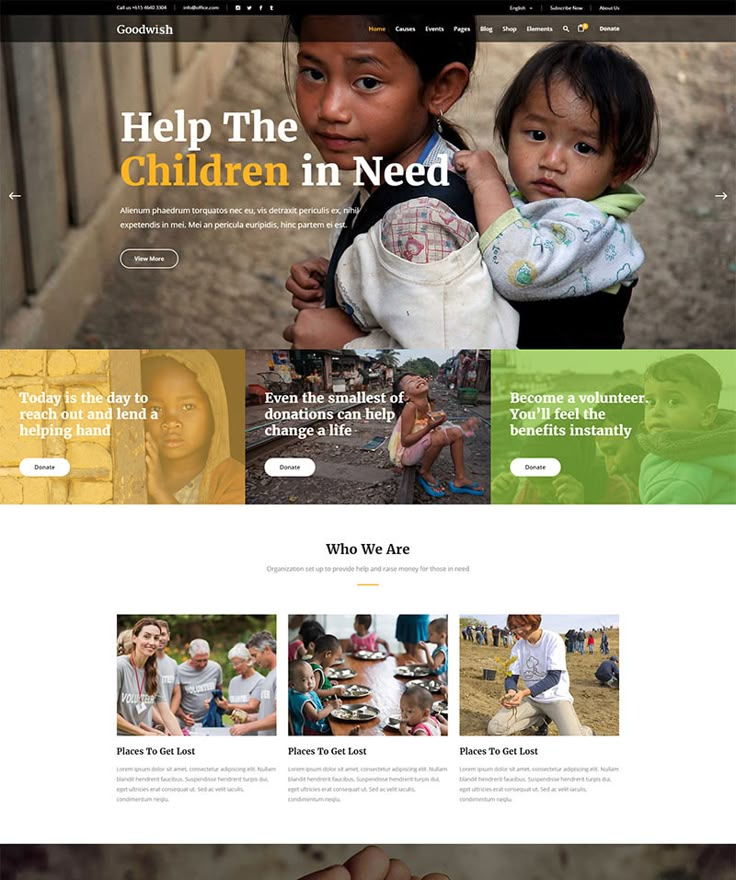 Call us +615 4640 3304 info@office.com English Subscribe Now About Us
Goodwish Home Causes Events Pages Blog Shop Elements Donate
Help The
Children in Need
Alienum phaedrum torquatos nec eu, vis detraxit periculis ex, nihil
expetendis in mei. Mei an pericula euripidis, hinc partem ei est.
View More
Today is the day to
reach out and lend a
helping hand
Donate
Even the smallest of
donations can help
change a life
Donate
Become a volunteer.
You'll feel the
benefits instantly
Donate
Who We Are
Organization set up to provide help and raise money for those in need
VOLUNT
VOLUNTEER
Places To Get Lost
Lorem ipsum dolor sit amet, consectetur adipiscing elit. Nullam
blandit hendrerit faucibus. Suspendisse hendrerit turpis dui,
eget ultricies erat consequat ut. Sed ac velit iaculis,
condimentum neqlu.
Places To Get Lost
Lorem ipsum dolor sit amet, consectetur adipiscing elit. Nullam
blandit hendrerit faucibus. Suspendisse hendrerit turpis dui,
eget ultricies erat consequat ut. Sed ac velit iaculis,
condimentum neqlu.
Places To Get Lost
Lorem ipsum dolor sit amet, consectetur adipiscing elit. Nullam
blandit hendrerit faucibus. Suspendisse hendrerit turpis dui,
eget ultricies erat consequat ut. Sed ac velit iaculis,
condimentum neqlu.